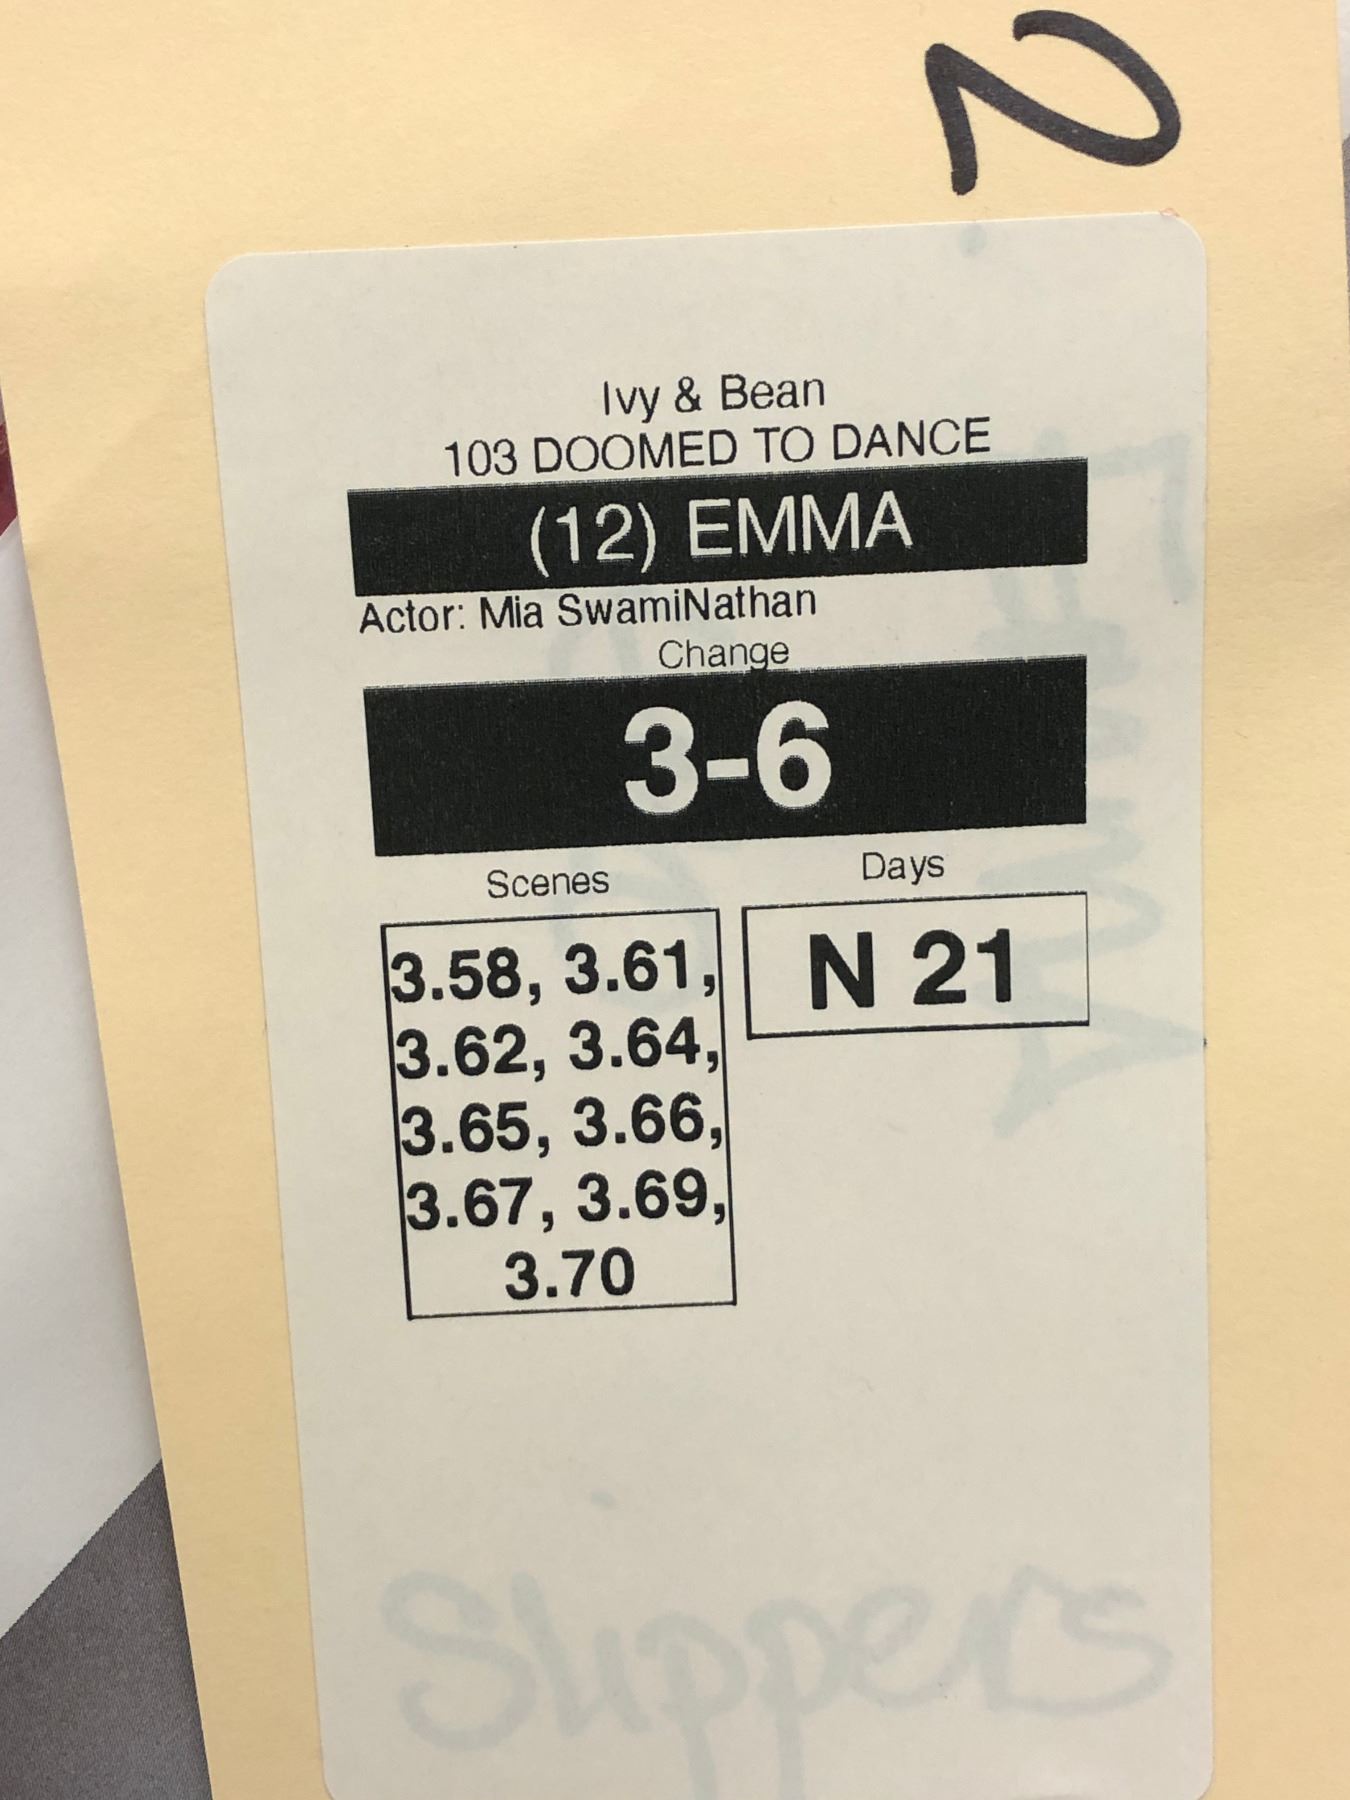 2
Ivy & Bean
103 DOOMED TO DANCE
(12) EMMA
Actor: Mia SwamiNathan
Change
3-6
Scenes
Days
3.58, 3.61,
N 21
3.62, 3.64,
3.65, 3.66,
3.67, 3.69,
3.70
Slippers